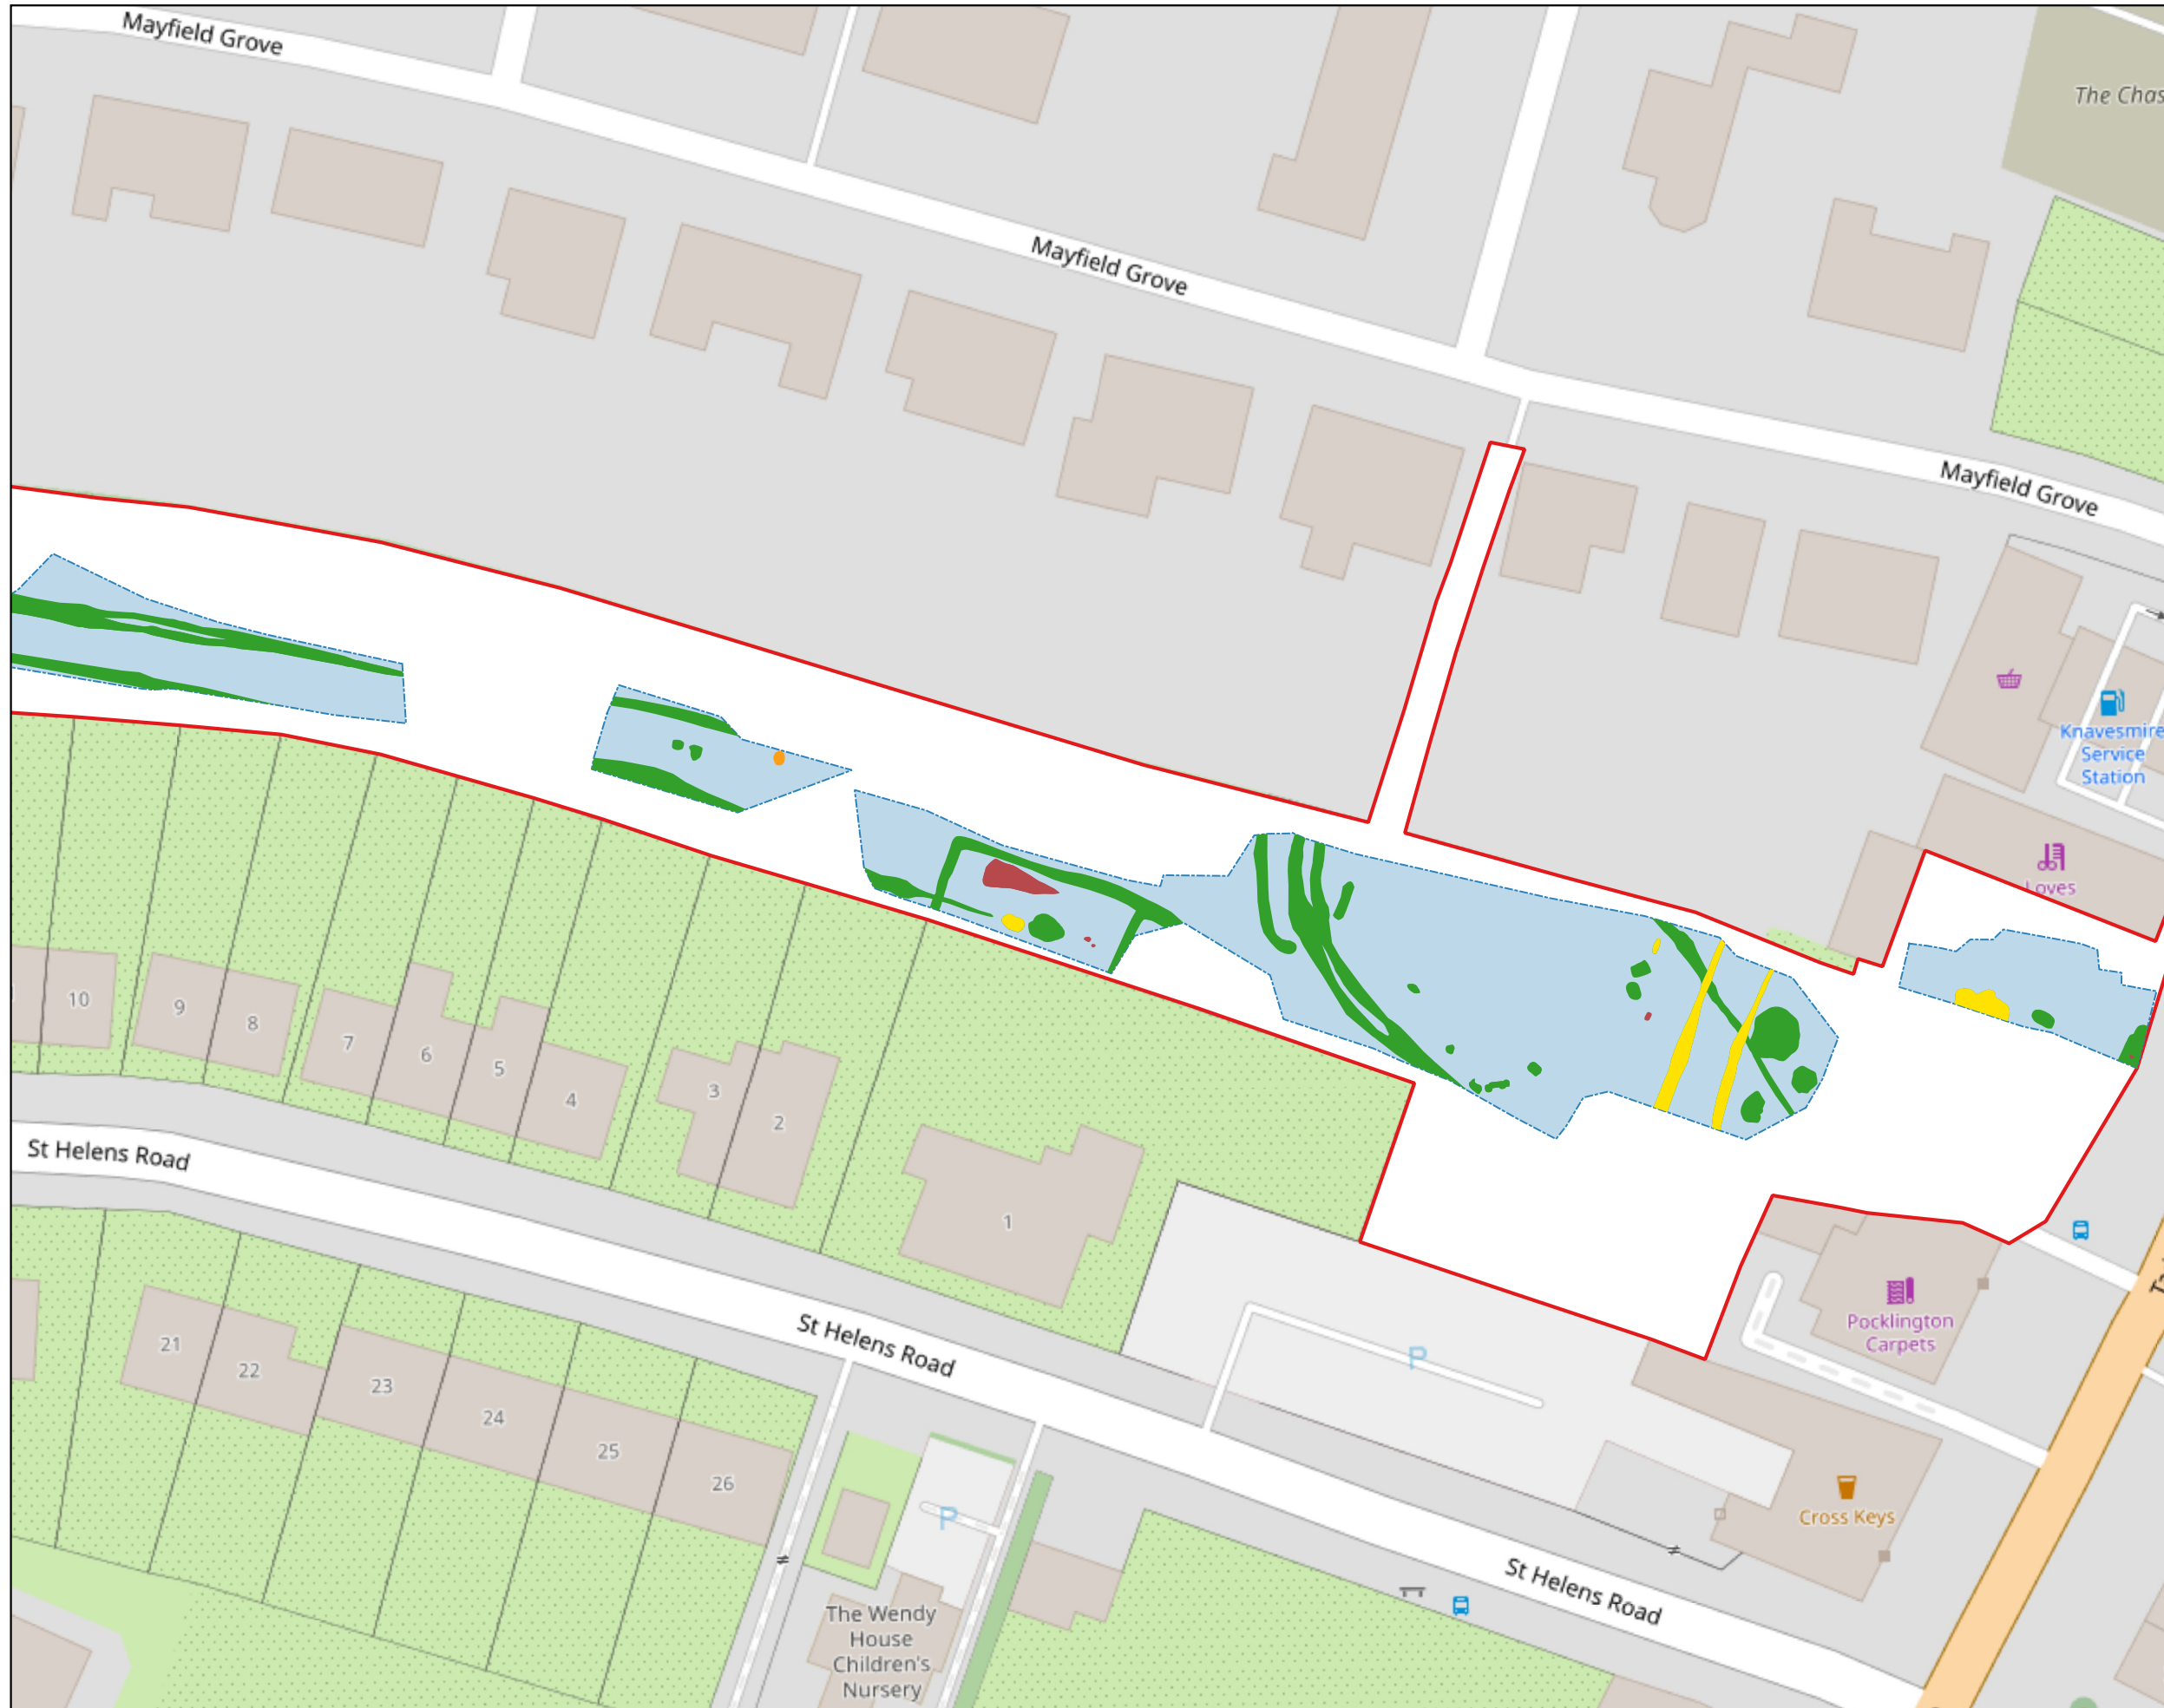 Mayfield Grove
The Chas
Mayfield Grove
Mayfield Grove
Knavesmire
Service
Station
Loves
10
9
8
7
6
5
4
3
2
1
St Helens Road
21
22
23
24
25
26
St Helens Road
P
Pocklington
Carpets
P
Cross Keys
St Helens Road
The Wendy
House
Children's
Nursery